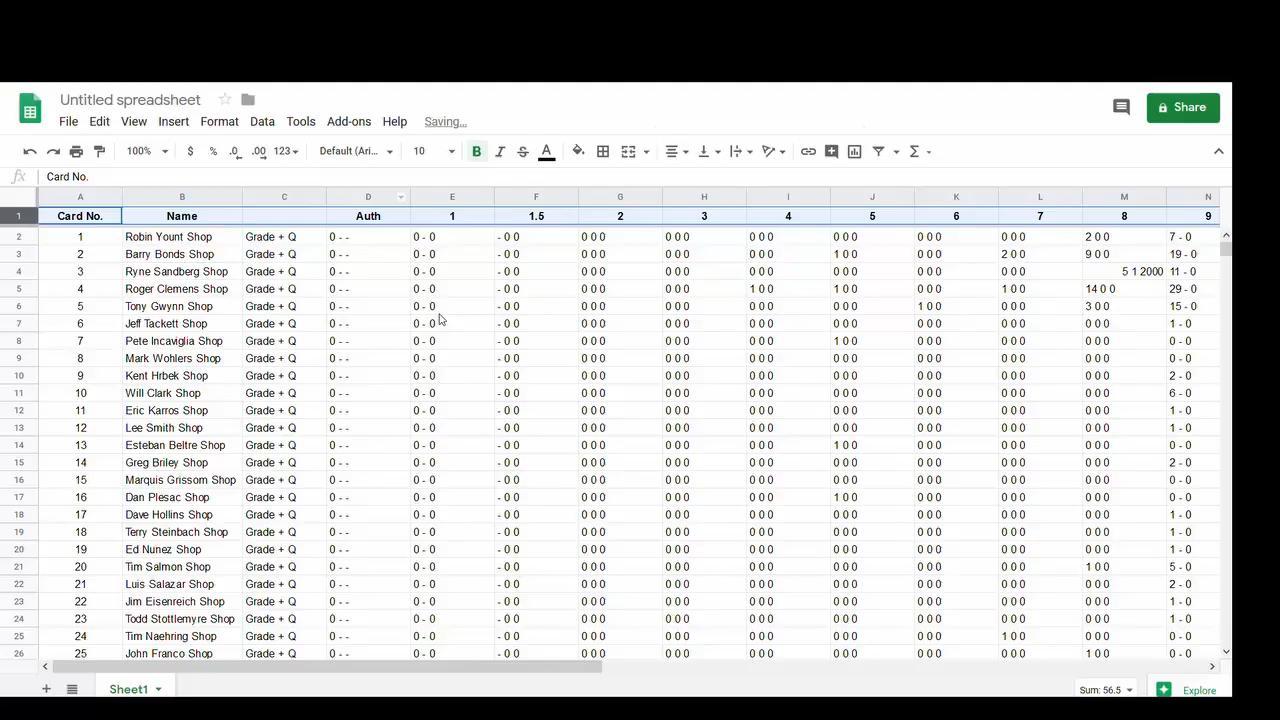 Untitled spreadsheet
File Edit View Insert Format Data Tools Add-ons Help Saving...
Share
100% $ % .0 .00 123 Default (Ari... 10 B I S A Σ
fx Card No.
A B C D E F G H I J K L M N
1 Card No. Name Auth 1 1.5 2 3 4 5 6 7 8 9
2 1 Robin Yount Shop Grade + Q 0 - - 0 - 0 - 0 0 0 0 0 0 0 0 0 0 0 0 0 0 0 0 0 0 0 0 2 0 0 7 - 0
3 2 Barry Bonds Shop Grade + Q 0 - - 0 - 0 - 0 0 0 0 0 0 0 0 0 0 0 1 0 0 0 0 0 2 0 0 9 0 0 19 - 0
4 3 Ryne Sandberg Shop Grade + Q 0 - - 0 - 0 - 0 0 0 0 0 0 0 0 0 0 0 0 0 0 0 0 0 0 0 0 5 1 2000 11 - 0
5 4 Roger Clemens Shop Grade + Q 0 - - 0 - 0 - 0 0 0 0 0 0 0 0 1 0 0 1 0 0 0 0 0 1 0 0 14 0 0 29 - 0
6 5 Tony Gwynn Shop Grade + Q 0 - - 0 - 0 - 0 0 0 0 0 0 0 0 0 0 0 0 0 0 1 0 0 0 0 0 3 0 0 15 - 0
7 6 Jeff Tackett Shop Grade + Q 0 - - 0 - 0 - 0 0 0 0 0 0 0 0 0 0 0 0 0 0 0 0 0 0 0 0 0 0 0 1 - 0
8 7 Pete Incaviglia Shop Grade + Q 0 - - 0 - 0 - 0 0 0 0 0 0 0 0 0 0 0 1 0 0 0 0 0 0 0 0 0 0 0 0 - 0
9 8 Mark Wohlers Shop Grade + Q 0 - - 0 - 0 - 0 0 0 0 0 0 0 0 0 0 0 0 0 0 0 0 0 0 0 0 0 0 0 0 - 0
10 9 Kent Hrbek Shop Grade + Q 0 - - 0 - 0 - 0 0 0 0 0 0 0 0 0 0 0 0 0 0 0 0 0 0 0 0 0 0 0 2 - 0
11 10 Will Clark Shop Grade + Q 0 - - 0 - 0 - 0 0 0 0 0 0 0 0 0 0 0 0 0 0 0 0 0 0 0 0 0 0 0 6 - 0
12 11 Eric Karros Shop Grade + Q 0 - - 0 - 0 - 0 0 0 0 0 0 0 0 0 0 0 0 0 0 0 0 0 0 0 0 0 0 0 1 - 0
13 12 Lee Smith Shop Grade + Q 0 - - 0 - 0 - 0 0 0 0 0 0 0 0 0 0 0 0 0 0 0 0 0 0 0 0 0 0 0 1 - 0
14 13 Esteban Beltre Shop Grade + Q 0 - - 0 - 0 - 0 0 0 0 0 0 0 0 0 0 0 1 0 0 0 0 0 0 0 0 0 0 0 0 - 0
15 14 Greg Briley Shop Grade + Q 0 - - 0 - 0 - 0 0 0 0 0 0 0 0 0 0 0 0 0 0 0 0 0 0 0 0 0 0 0 2 - 0
16 15 Marquis Grissom Shop Grade + Q 0 - - 0 - 0 - 0 0 0 0 0 0 0 0 0 0 0 0 0 0 0 0 0 0 0 0 0 0 0 0 - 0
17 16 Dan Plesac Shop Grade + Q 0 - - 0 - 0 - 0 0 0 0 0 0 0 0 0 0 0 1 0 0 0 0 0 0 0 0 0 0 0 0 - 0
18 17 Dave Hollins Shop Grade + Q 0 - - 0 - 0 - 0 0 0 0 0 0 0 0 0 0 0 0 0 0 0 0 0 0 0 0 0 0 0 1 - 0
19 18 Terry Steinbach Shop Grade + Q 0 - - 0 - 0 - 0 0 0 0 0 0 0 0 0 0 0 0 0 0 0 0 0 0 0 0 0 0 0 1 - 0
20 19 Ed Nunez Shop Grade + Q 0 - - 0 - 0 - 0 0 0 0 0 0 0 0 0 0 0 0 0 0 0 0 0 0 0 0 0 0 0 1 - 0
21 20 Tim Salmon Shop Grade + Q 0 - - 0 - 0 - 0 0 0 0 0 0 0 0 0 0 0 0 0 0 0 0 0 0 0 0 1 0 0 5 - 0
22 21 Luis Salazar Shop Grade + Q 0 - - 0 - 0 - 0 0 0 0 0 0 0 0 0 0 0 0 0 0 0 0 0 0 0 0 0 0 0 2 - 0
23 22 Jim Eisenreich Shop Grade + Q 0 - - 0 - 0 - 0 0 0 0 0 0 0 0 0 0 0 0 0 0 0 0 0 0 0 0 0 0 0 1 - 0
24 23 Todd Stottlemyre Shop Grade + Q 0 - - 0 - 0 - 0 0 0 0 0 0 0 0 0 0 0 0 0 0 0 0 0 0 0 0 0 0 0 1 - 0
25 24 Tim Naehring Shop Grade + Q 0 - - 0 - 0 - 0 0 0 0 0 0 0 0 0 0 0 0 0 0 0 0 0 1 0 0 0 0 0 0 - 0
26 25 John Franco Shop Grade + Q 0 - - 0 - 0 - 0 0 0 0 0 0 0 0 0 0 0 0 0 0 0 0 0 0 0 0 1 0 0 0 - 0
Sheet1 Sum: 56.5 Explore